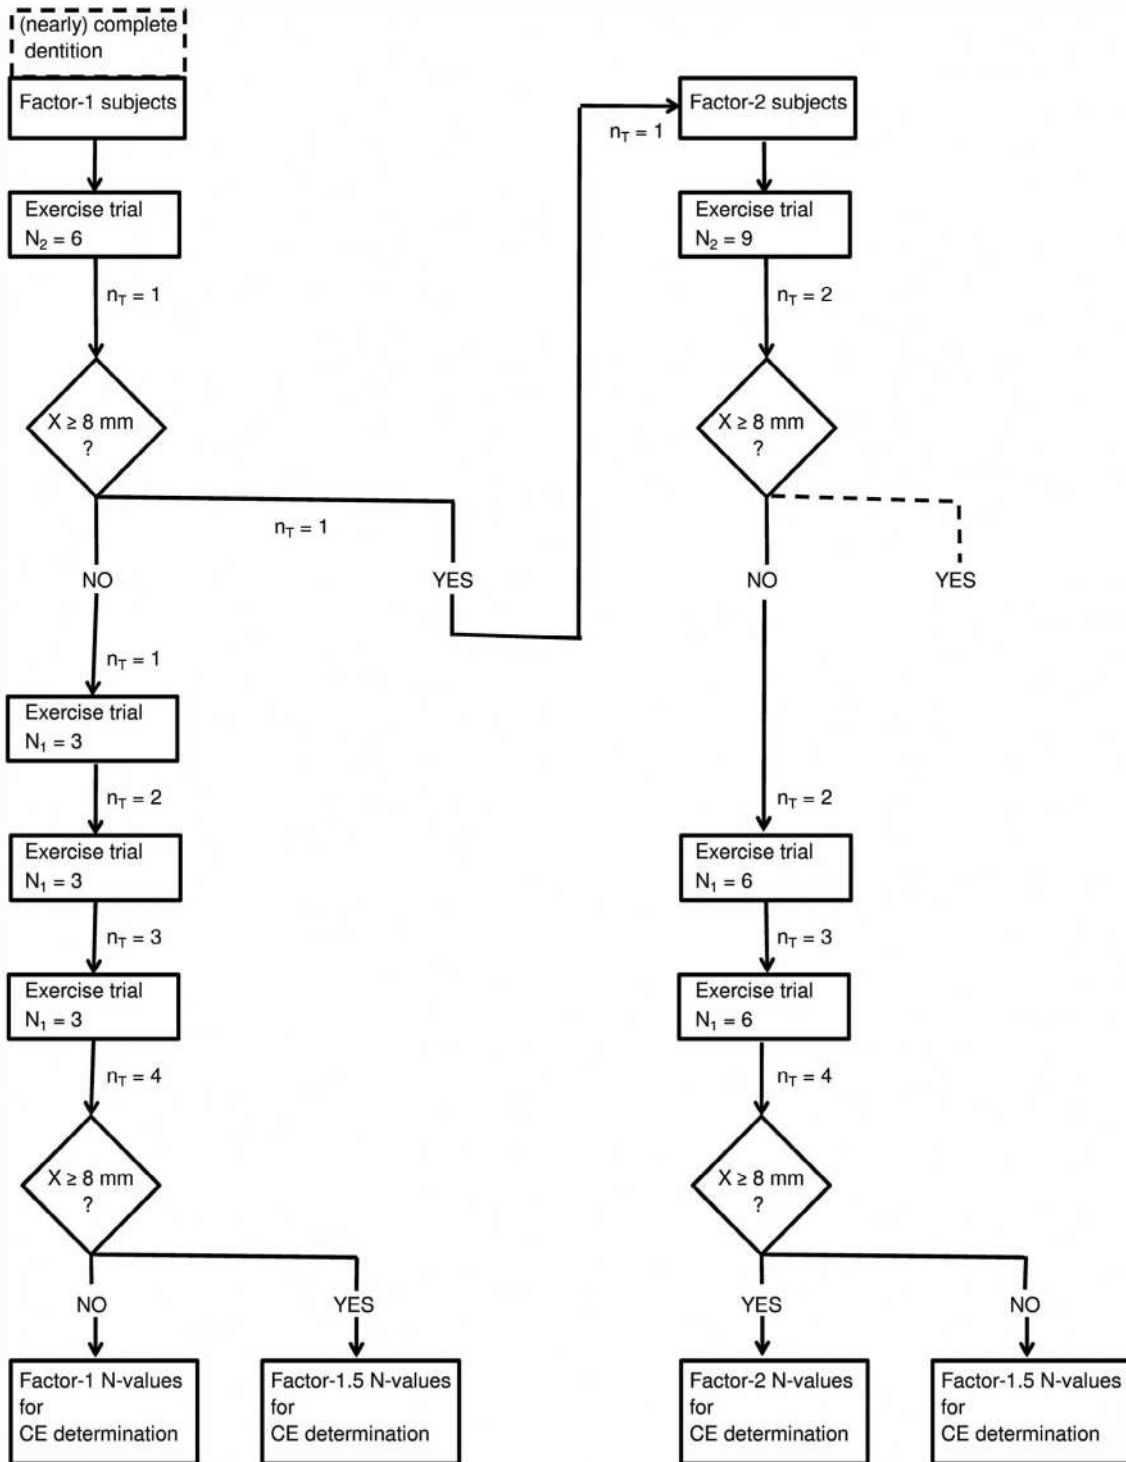 (nearly) complete
dentition
Factor-1 subjects
Exercise trial
N₂ = 6
n_T = 1
X ≥ 8 mm
?
n_T = 1
NO
YES
n_T = 1
Exercise trial
N₁ = 3
n_T = 2
Exercise trial
N₁ = 3
n_T = 3
Exercise trial
N₁ = 3
n_T = 4
X ≥ 8 mm
?
NO
YES
Factor-1 N-values
for
CE determination
Factor-1.5 N-values
for
CE determination
n_T = 1
Factor-2 subjects
Exercise trial
N₂ = 9
n_T = 2
X ≥ 8 mm
?
NO
YES
n_T = 2
Exercise trial
N₁ = 6
n_T = 3
Exercise trial
N₁ = 6
n_T = 4
X ≥ 8 mm
?
YES
NO
Factor-2 N-values
for
CE determination
Factor-1.5 N-values
for
CE determination